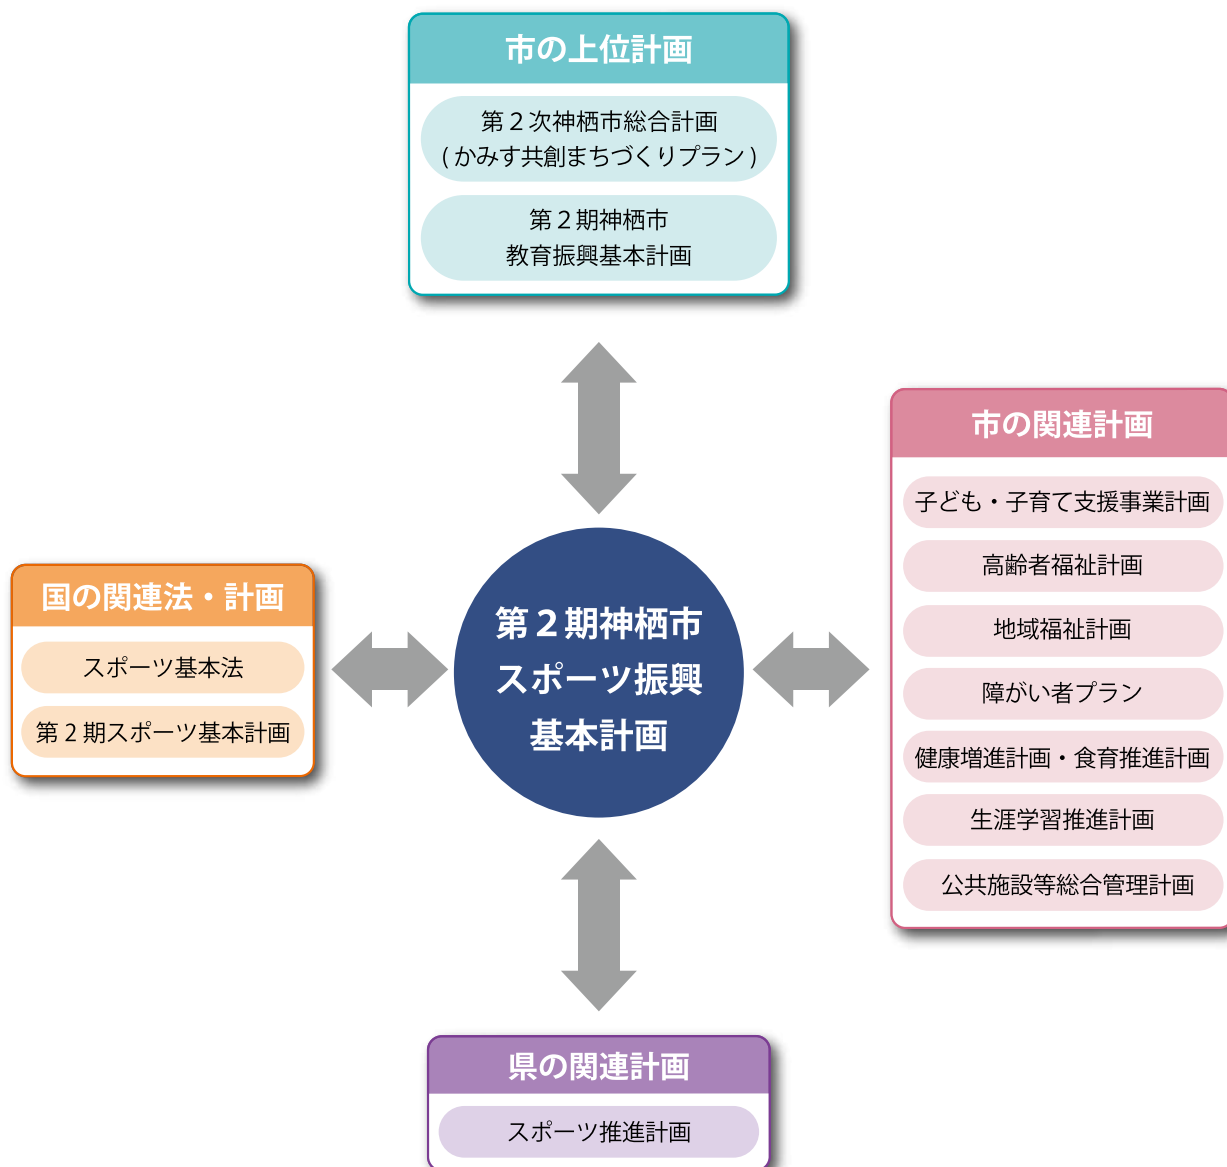 市の上位計画
第２次神栖市総合計画
(かみす共創まちづくりプラン)
第２期神栖市
教育振興基本計画
国の関連法・計画
スポーツ基本法
第２期スポーツ基本計画
第２期神栖市
スポーツ振興
基本計画
市の関連計画
子ども・子育て支援事業計画
高齢者福祉計画
地域福祉計画
障がい者プラン
健康増進計画・食育推進計画
生涯学習推進計画
公共施設等総合管理計画
県の関連計画
スポーツ推進計画